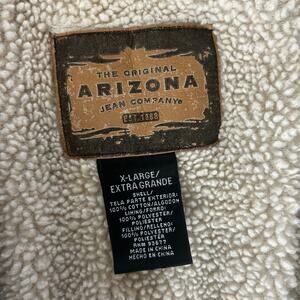 THE ORIGINAL
ARIZONA
JEAN COMPANY®
EST. 1989
X-LARGE/
EXTRA GRANDE
SHELL/
TELA PARTE EXTERIOR:
100% COTTON/ALGODON
LINING/FORRO:
100% POLYESTER/
POLIESTER
FILLING/RELLENO:
100% POLYESTER/
POLIESTER
RN# 93677
MADE IN CHINA
HECHO EN CHINA